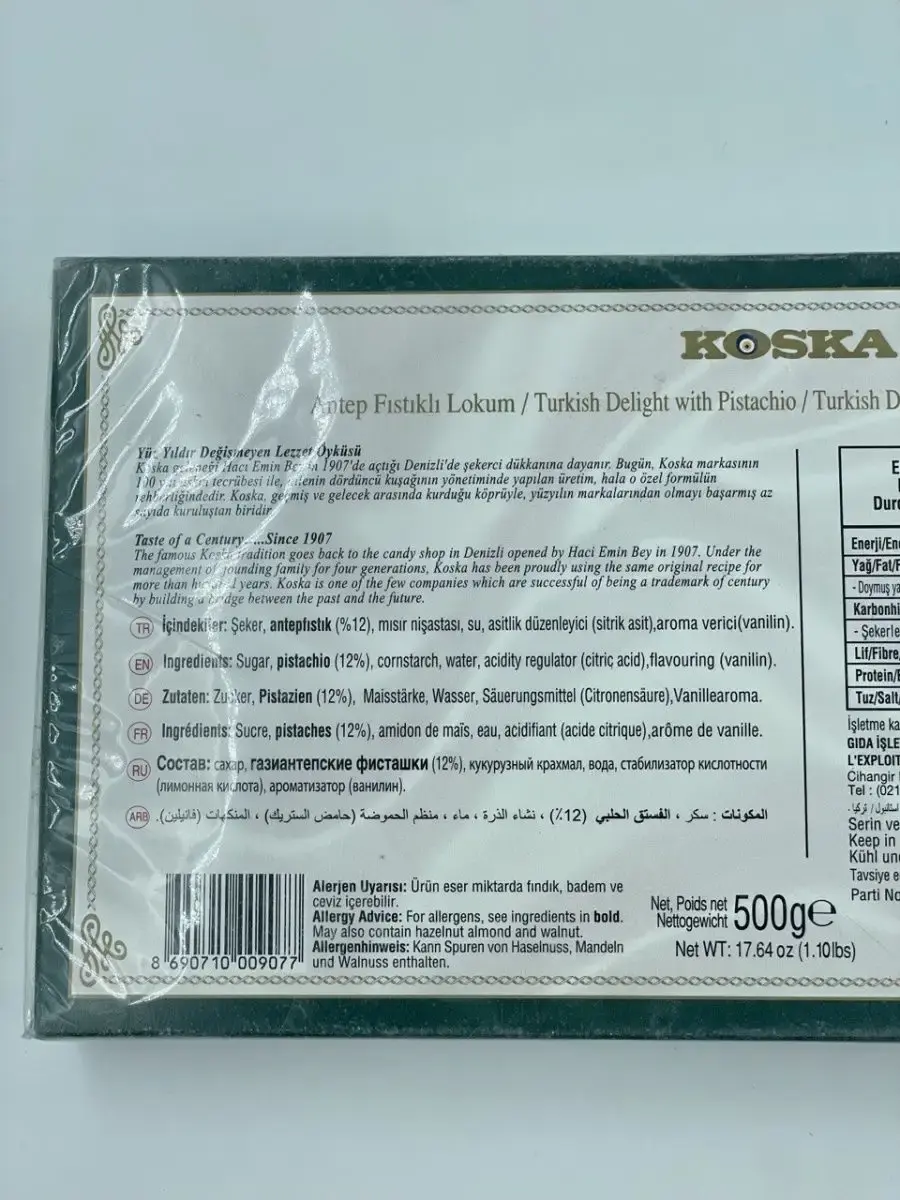 KOSKA
Antep Fıstıklı Lokum / Turkish Delight with Pistachio / Turkish D
Yüz Yıldır Değişmeyen Lezzet Öyküsü
Koska geleneği Hacı Emin Bey'in 1907'de açtığı Denizli'de şekerci dükkanına dayanır. Bugün, Koska markasının
100 tecrübesi ile, ailenin dördüncü kuşağının yönetiminde yapılan üretim, hala o özel formülün
rehberliğindedir. Koska, geçmiş ve gelecek arasında kurduğu köprüyle, yüzyılın markalarından olmayı başarmış az
sayıda kuruluştan biridir
Taste of a Century.....Since 1907
The famous Koska tradition goes back to the candy shop in Denizli opened by Haci Emin Bey in 1907. Under the
management of founding family for four generations, Koska has been proudly using the same original recipe for
more than hundred years. Koska is one of the few companies which are successful of being a trademark of century
by building a bridge between the past and the future.
TR İçindekiler: Şeker, antepfıstık (%12), mısır nişastası, su, asitlik düzenleyici (sitrik asit),aroma verici(vanilin).
EN Ingredients: Sugar, pistachio (12%), cornstarch, water, acidity regulator (citric acid),flavouring (vanilin).
DE Zutaten: Zucker, Pistazien (12%), Maisstärke, Wasser, Säuerungsmittel (Citronensäure),Vanillearoma.
FR Ingrédients: Sucre, pistaches (12%), amidon de maïs, eau, acidifiant (acide citrique),arôme de vanille.
RU Состав: сахар, газиантепские фисташки (12%), кукурузный крахмал, вода, стабилизатор кислотности
(лимонная кислота), ароматизатор (ванилин).
ARB المكونات : سكر ، الفستق الحلبي (12٪) ، نشاء الذرة ، ماء ، منظم الحموضة (حامض الستريك) ، المنكهات (فانيلين).
8 690710 009077
Alerjen Uyarısı: Ürün eser miktarda fındık, badem ve
ceviz içerebilir.
Allergy Advice: For allergens, see ingredients in bold.
May also contain hazelnut almond and walnut.
Allergenhinweis: Kann Spuren von Haselnuss, Mandeln
und Walnuss enthalten.
Net, Poids net
Nettogewicht 500g℮
Net WT: 17.64 oz (1.10lbs)
E
Dur
Enerji/En
Yağ/Fat/F
- Doymuş ya
Karbonhi
- Şekerle
Lif/Fibre,
Protein/
Tuz/Salt/
İşletme ka
GIDA İŞLE
L'EXPLOIT
Cihangir
Tel : (021
استانبول / تركيا .
Serin ve
Keep in
Kühl un
Tavsiye e
Parti No